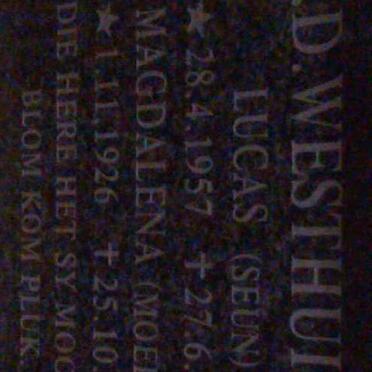 .D.WESTHUI
LUCAS (SEUN)
★ 28.4.1957 + 27.6.
MAGDALENA (MOE
★ 1.11.1926 + 25.10.
DIE HERE HET SY MOO
BLOM KOM PLUK.